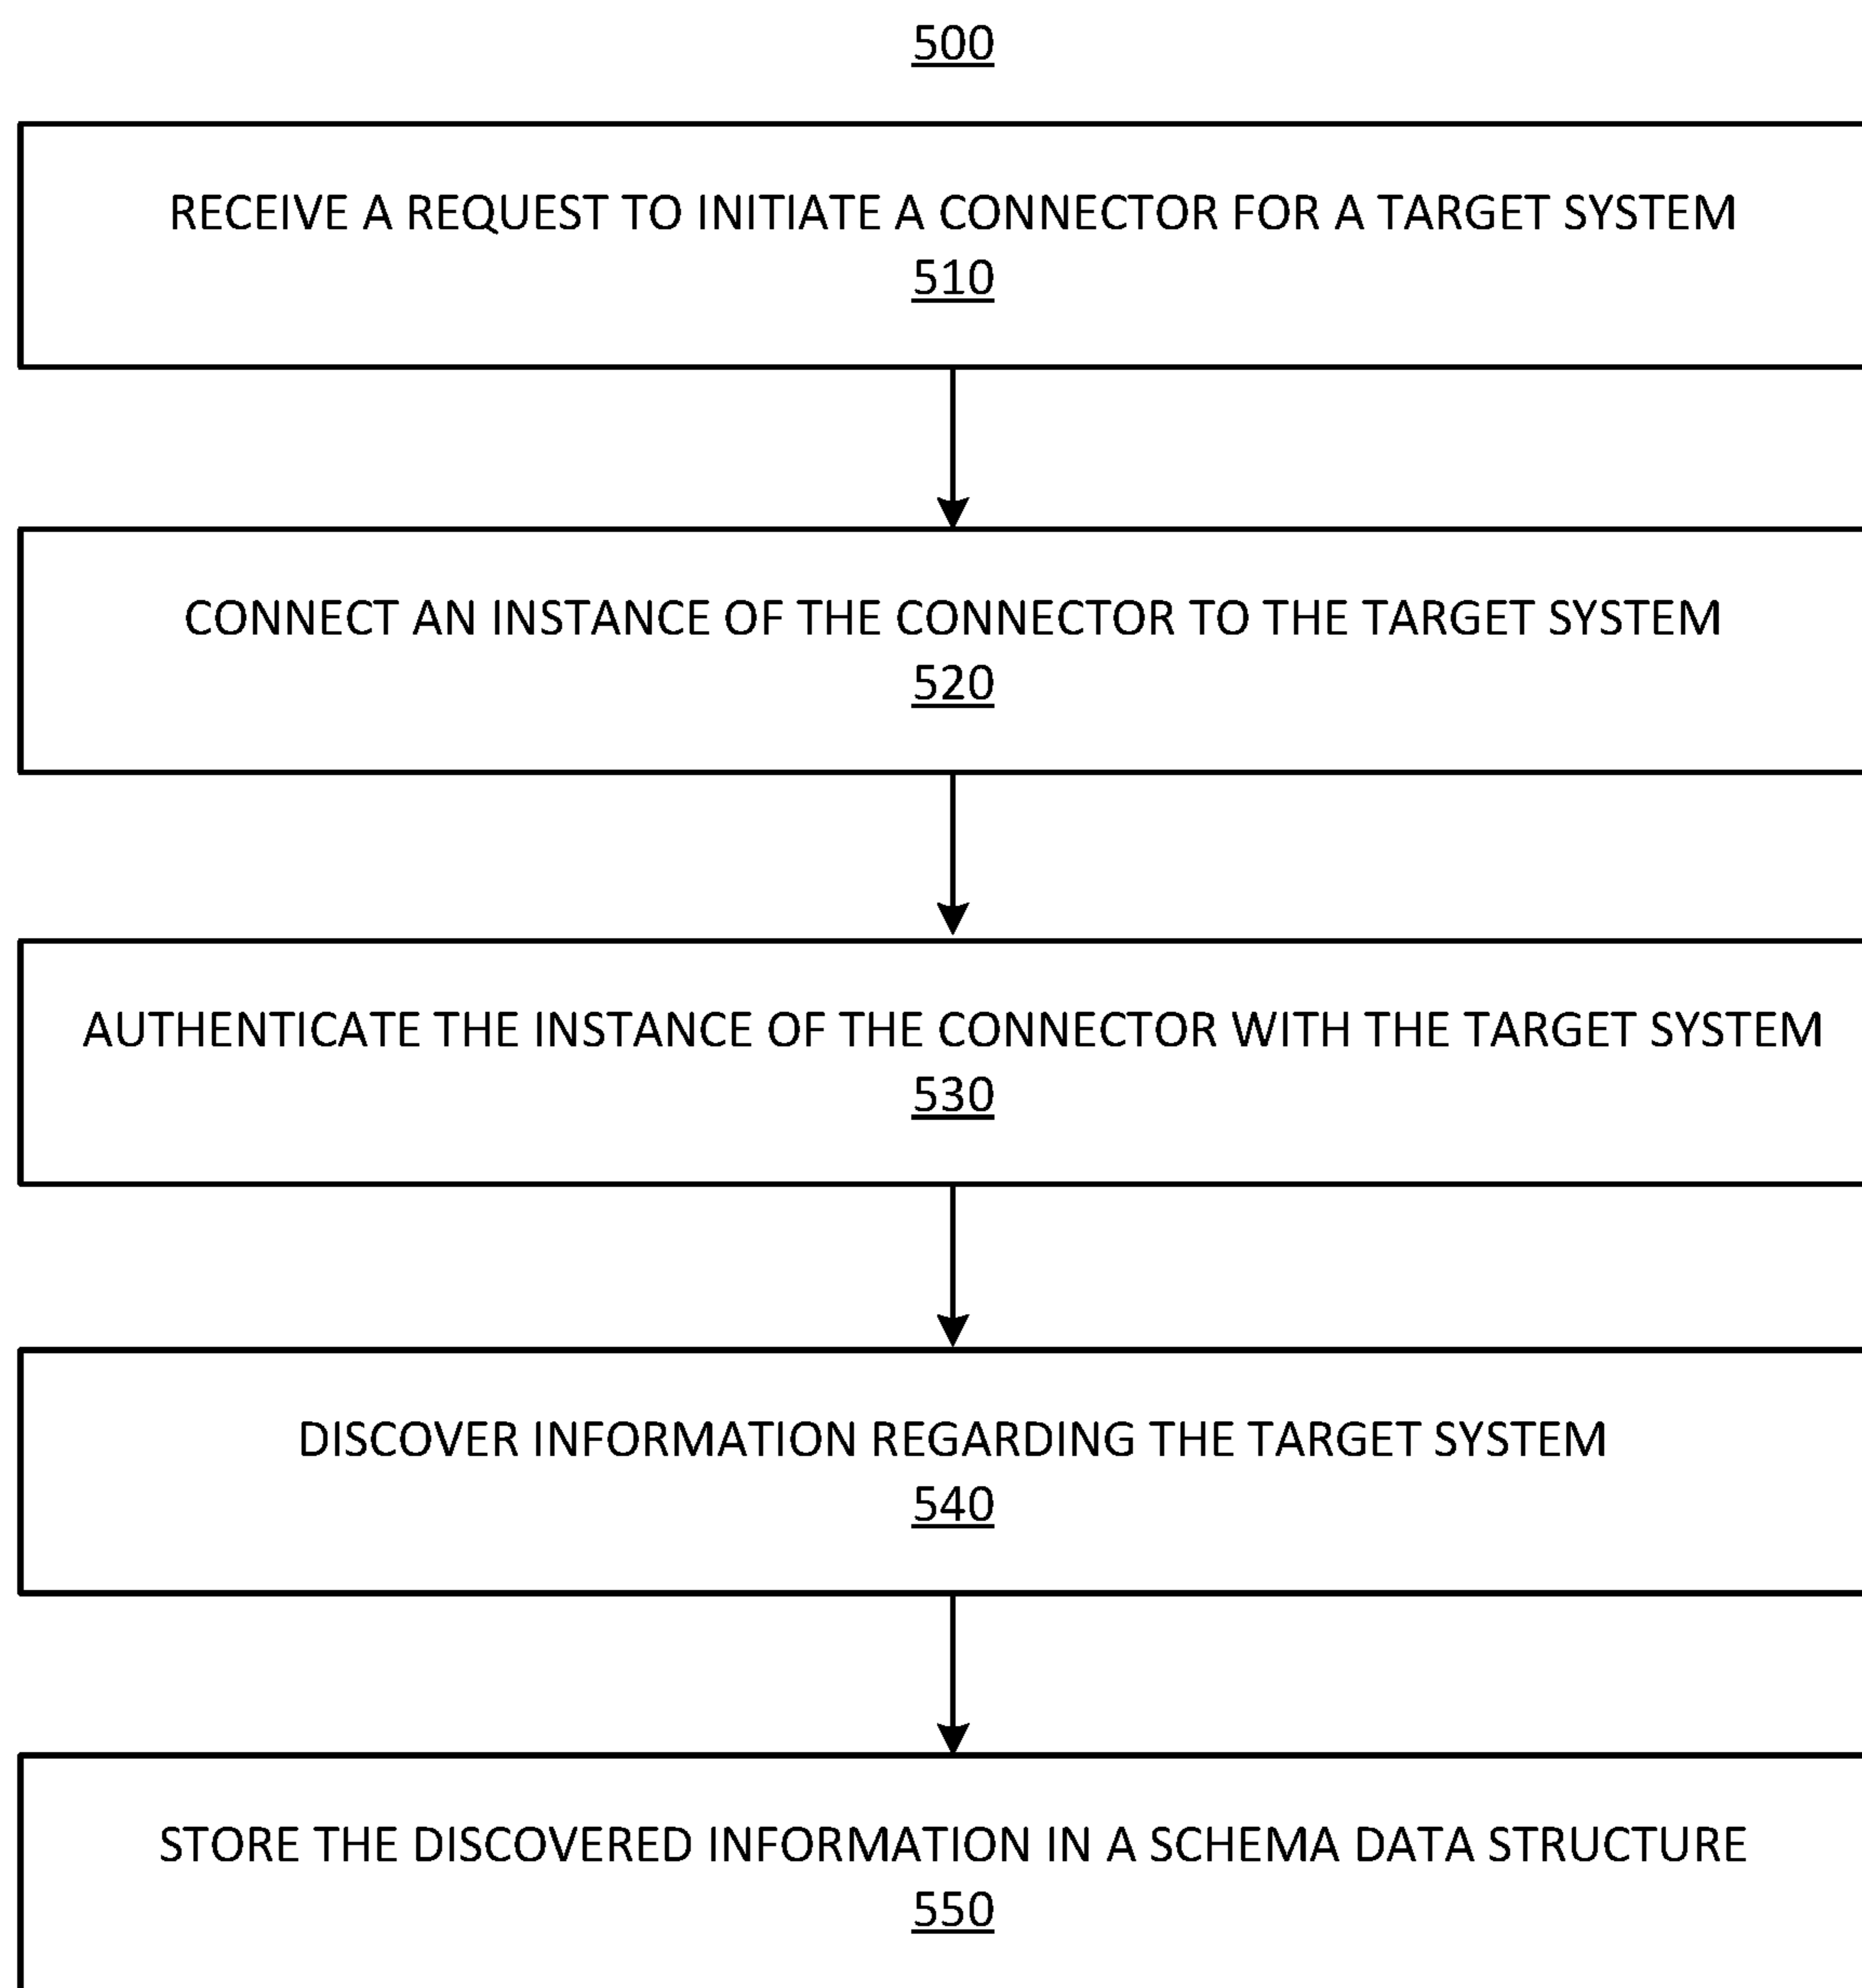 500
RECEIVE A REQUEST TO INITIATE A CONNECTOR FOR A TARGET SYSTEM
510
CONNECT AN INSTANCE OF THE CONNECTOR TO THE TARGET SYSTEM
520
AUTHENTICATE THE INSTANCE OF THE CONNECTOR WITH THE TARGET SYSTEM
530
DISCOVER INFORMATION REGARDING THE TARGET SYSTEM
540
STORE THE DISCOVERED INFORMATION IN A SCHEMA DATA STRUCTURE
550